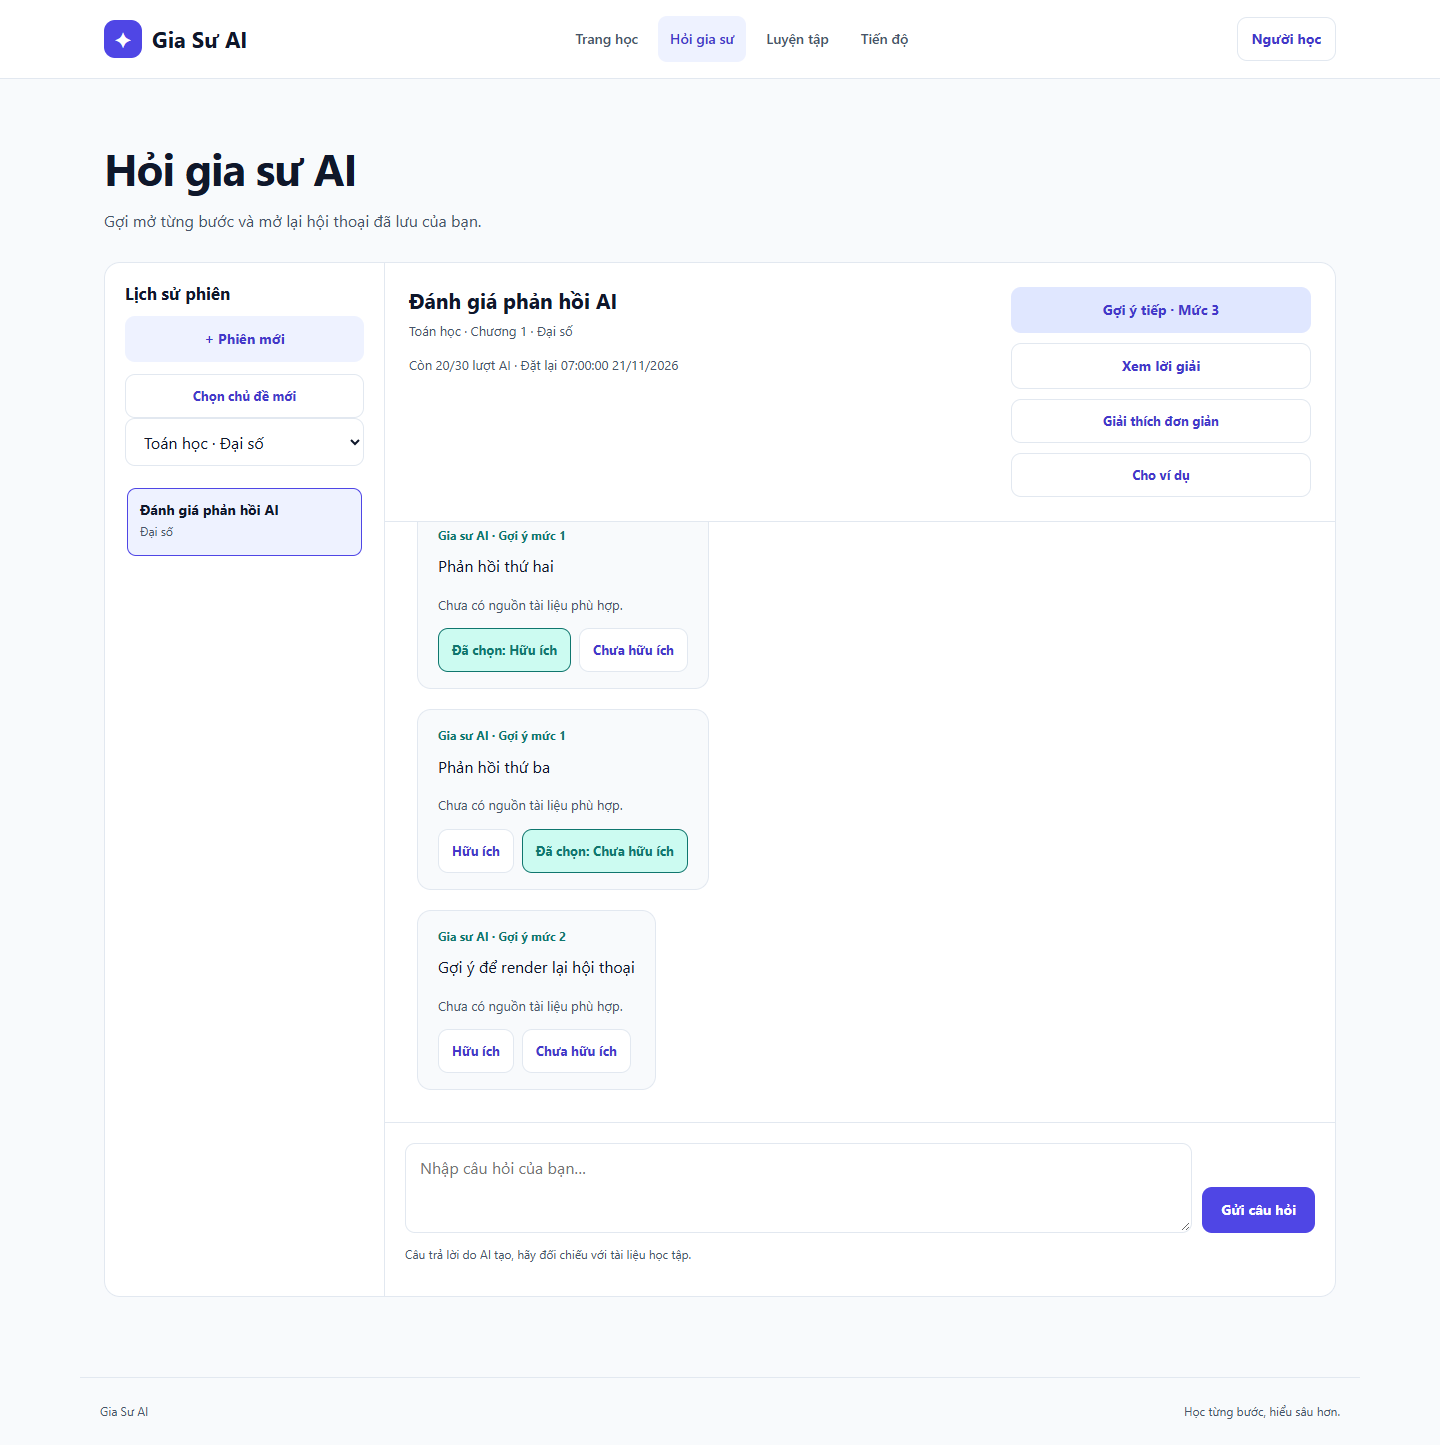 Gia Sư AI
Trang học
Hỏi gia sư
Luyện tập
Tiến độ
Người học
Hỏi gia sư AI
Gợi mở từng bước và mở lại hội thoại đã lưu của bạn.
Lịch sử phiên
+ Phiên mới
Chọn chủ đề mới
Toán học · Đại số
Đánh giá phản hồi AI
Đại số
Đánh giá phản hồi AI
Toán học · Chương 1 · Đại số
Còn 20/30 lượt AI · Đặt lại 07:00:00 21/11/2026
Gợi ý tiếp · Mức 3
Xem lời giải
Giải thích đơn giản
Cho ví dụ
Gia sư AI · Gợi ý mức 1
Phản hồi thứ hai
Chưa có nguồn tài liệu phù hợp.
Đã chọn: Hữu ích
Chưa hữu ích
Gia sư AI · Gợi ý mức 1
Phản hồi thứ ba
Chưa có nguồn tài liệu phù hợp.
Hữu ích
Đã chọn: Chưa hữu ích
Gia sư AI · Gợi ý mức 2
Gợi ý để render lại hội thoại
Chưa có nguồn tài liệu phù hợp.
Hữu ích
Chưa hữu ích
Nhập câu hỏi của bạn...
Gửi câu hỏi
Câu trả lời do AI tạo, hãy đối chiếu với tài liệu học tập.
Gia Sư AI
Học từng bước, hiểu sâu hơn.